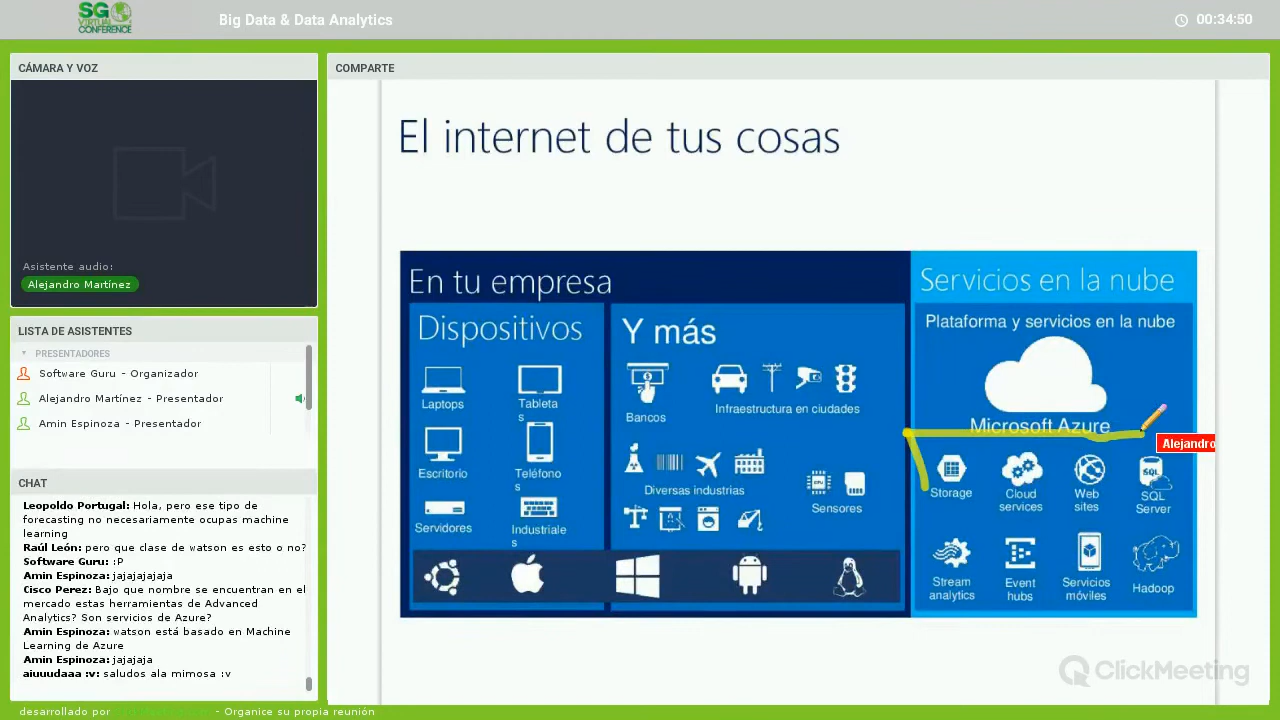 SG
VIRTUAL
CONFERENCE
Big Data & Data Analytics
00:34:50
CÁMARA Y VOZ
Asistente audio:
Alejandro Martínez
LISTA DE ASISTENTES
PRESENTADORES
Software Guru - Organizador
Alejandro Martínez - Presentador
Amin Espinoza - Presentador
CHAT
Leopoldo Portugal: Hola, pero ese tipo de
forecasting no necesariamente ocupas machine
learning
Raúl León: pero que clase de watson es esto o no?
Software Guru: :P
Amin Espinoza: jajajajajaja
Cisco Perez: Bajo que nombre se encuentran en el
mercado estas herramientas de Advanced
Analytics? Son servicios de Azure?
Amin Espinoza: watson está basado en Machine
Learning de Azure
Amin Espinoza: jajajaja
aiuuudaaa :v: saludos ala mimosa :v
desarrollado por
- Organice su propia reunión
COMPARTE
El internet de tus cosas
En tu empresa
Dispositivos
Laptops
Tableta
s
Escritorio
Teléfono
s
Servidores
Industriale
s
Y más
Bancos
Infraestructura en ciudades
Diversas industrias
Sensores
CPU
Servicios en la nube
Plataforma y servicios en la nube
Microsoft Azure
Alejandro
Storage
Cloud
services
Web
sites
SQL
SQL
Server
Stream
analytics
Event
hubs
Servicios
móviles
Hadoop
ClickMeeting